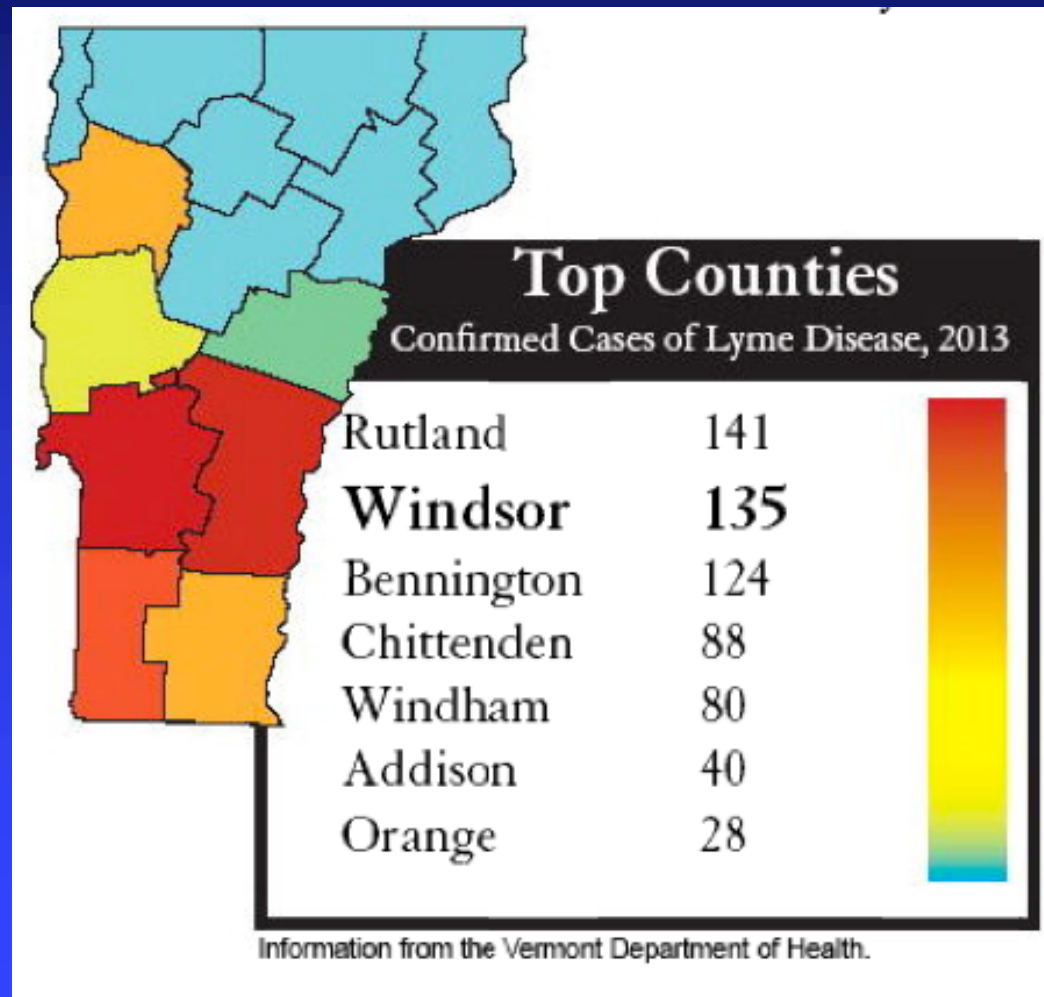 Top Counties
Confirmed Cases of Lyme Disease, 2013
Rutland 141
Windsor 135
Bennington 124
Chittenden 88
Windham 80
Addison 40
Orange 28
Information from the Vermont Department of Health.